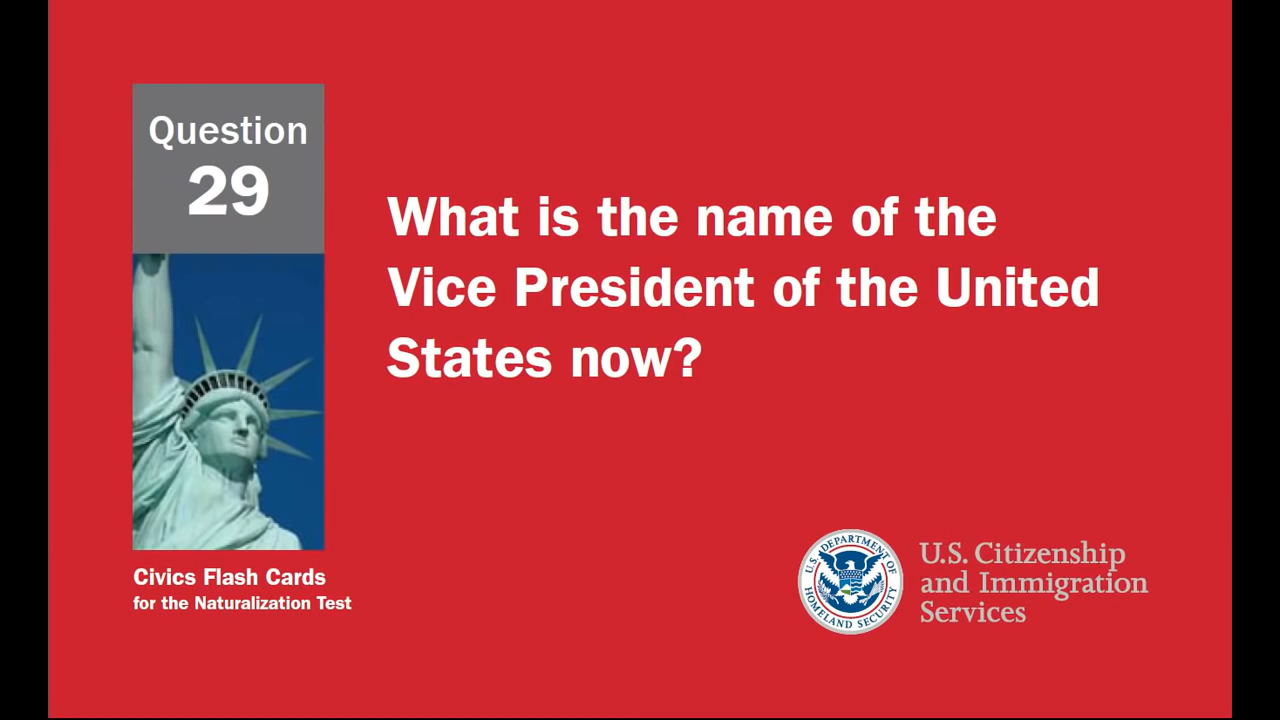 Question
29
What is the name of the
Vice President of the United
States now?
Civics Flash Cards
for the Naturalization Test
U.S. DEPARTMENT OF
HOMELAND SECURITY
U.S. Citizenship
and Immigration
Services